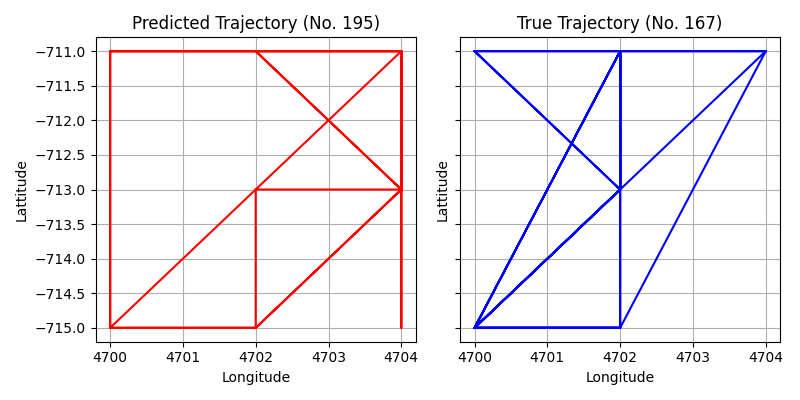 Predicted Trajectory (No. 195)
True Trajectory (No. 167)
−711.0
−711.5
−712.0
−712.5
−713.0
−713.5
−714.0
−714.5
−715.0
Lattitude
Lattitude
4700 4701 4702 4703 4704
4700 4701 4702 4703 4704
Longitude
Longitude